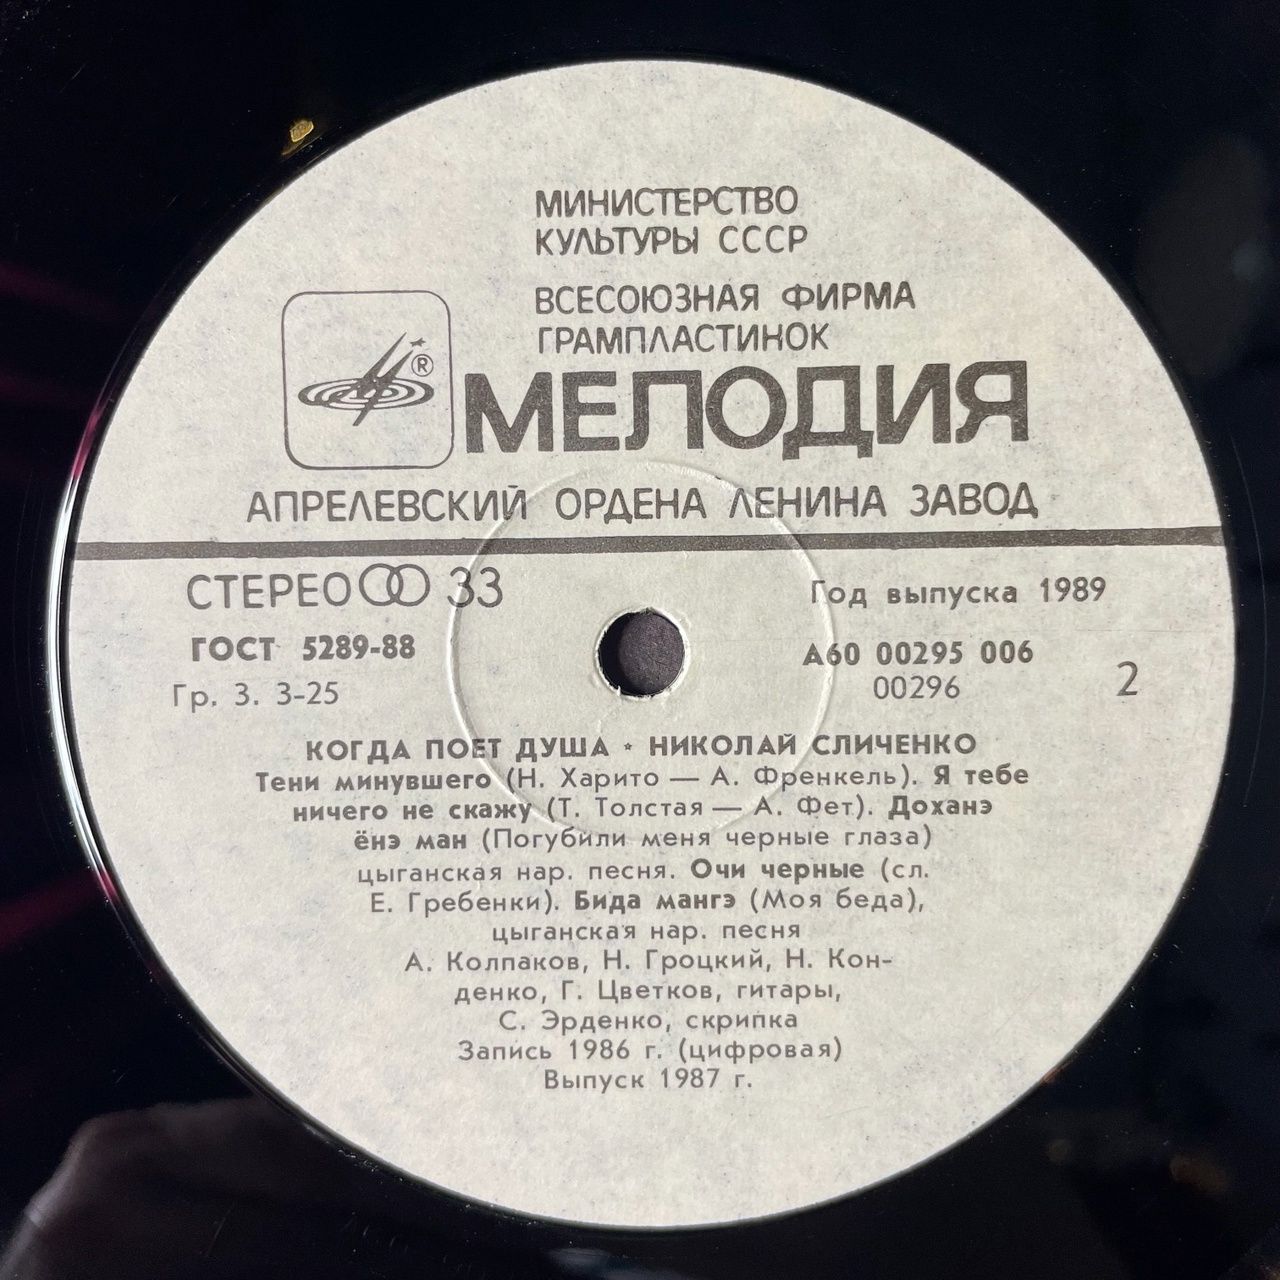 МИНИСТЕРСТВО
КУЛЬТУРЫ СССР
ВСЕСОЮЗНАЯ ФИРМА
ГРАМПЛАСТИНОК
®
МЕЛОДИЯ
АПРЕЛЕВСКИЙ ОРДЕНА ЛЕНИНА ЗАВОД
СТЕРЕО 33
Год выпуска 1989
ГОСТ 5289-88
А60 00295 006
Гр. 3. 3-25
00296
2
КОГДА ПОЕТ ДУША * НИКОЛАЙ СЛИЧЕНКО
Тени минувшего (Н. Харито — А. Френкель). Я тебе
ничего не скажу (Т. Толстая — А. Фет). Доханэ
ёнэ ман (Погубили меня черные глаза)
цыганская нар. песня. Очи черные (сл.
Е. Гребенки). Бида мангэ (Моя беда),
цыганская нар. песня
А. Колпаков, Н. Гроцкий, Н. Кон-
денко, Г. Цветков, гитары,
С. Эрденко, скрипка
Запись 1986 г. (цифровая)
Выпуск 1987 г.